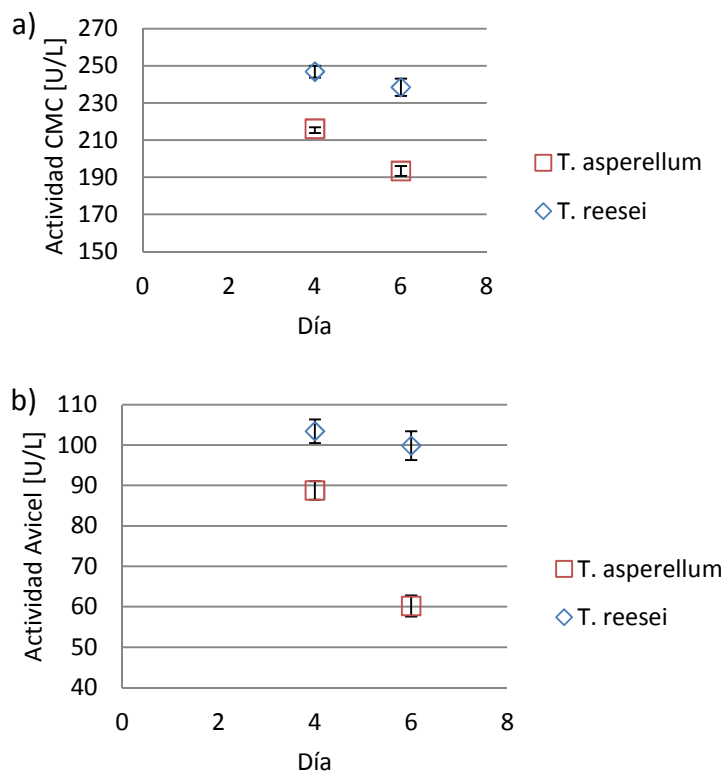 a)
Actividad CMC [U/L]
270
250
230
210
190
170
150
0 2 4 6 8
Día
T. asperellum
T. reesei
b)
Actividad Avicel [U/L]
110
100
90
80
70
60
50
40
0 2 4 6 8
Día
T. asperellum
T. reesei